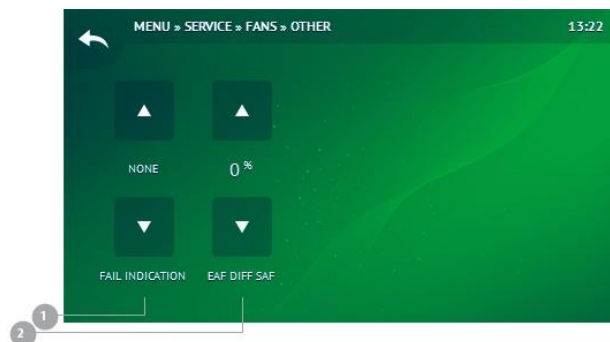 MENU » SERVICE » FANS » OTHER 13:22
NONE 0 %
FAIL INDICATION EAF DIFF SAF
1
2